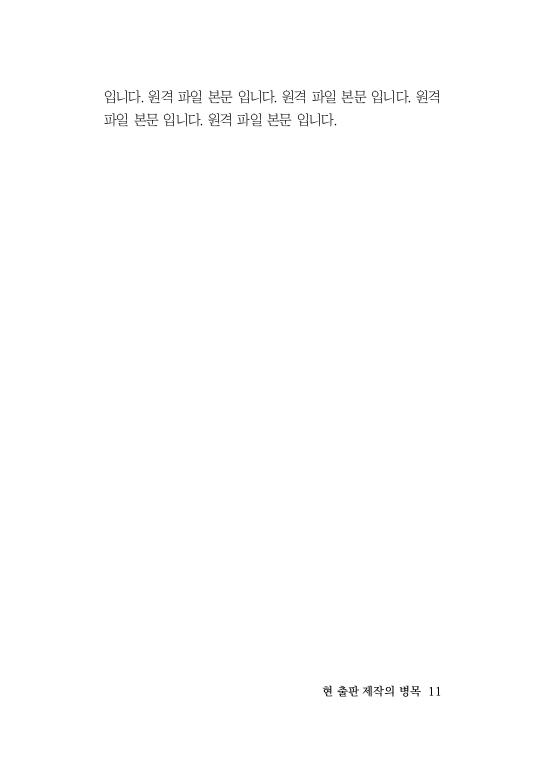 입니다. 원격 파일 본문 입니다. 원격 파일 본문 입니다. 원격
파일 본문 입니다. 원격 파일 본문 입니다.
현 출판 제작의 병목 11